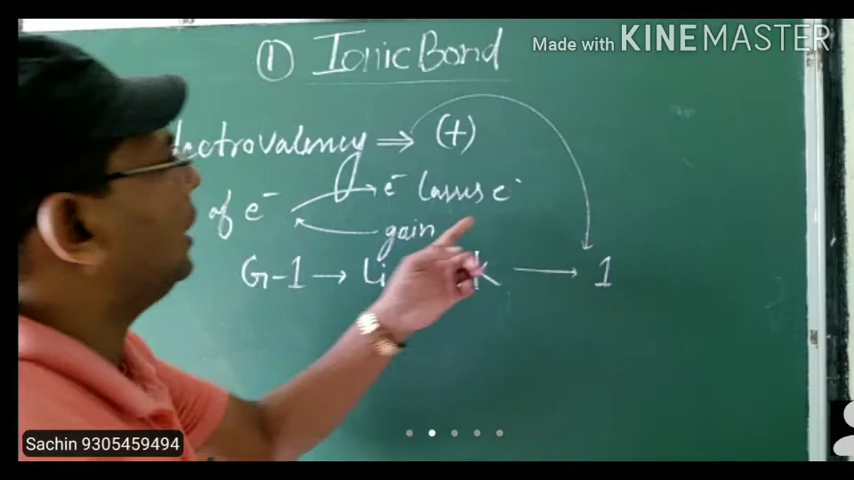 ① Ionic Bond
Made with KINEMASTER
lectrovalency ⇒ (+)
of e⁻ → e⁻ losses e⁻
gain
G-1 → Li K → 1
Sachin 9305459494